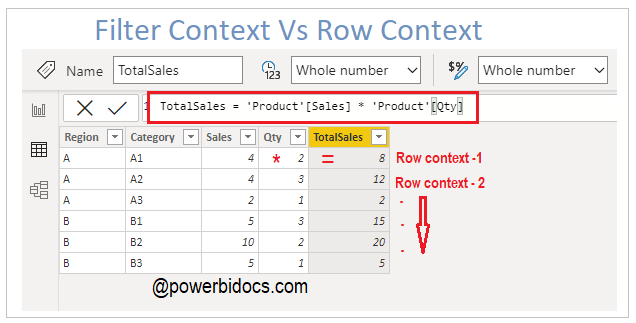 Filter Context Vs Row Context
Name TotalSales 123 Whole number $% Whole number
1 TotalSales = 'Product'[Sales] * 'Product'[Qty]
Region Category Sales Qty TotalSales
A A1 4 * 2 = 8 Row context -1
A A2 4 3 12 Row context - 2
A A3 2 1 2
B B1 5 3 15
B B2 10 2 20
B B3 5 1 5
@powerbidocs.com